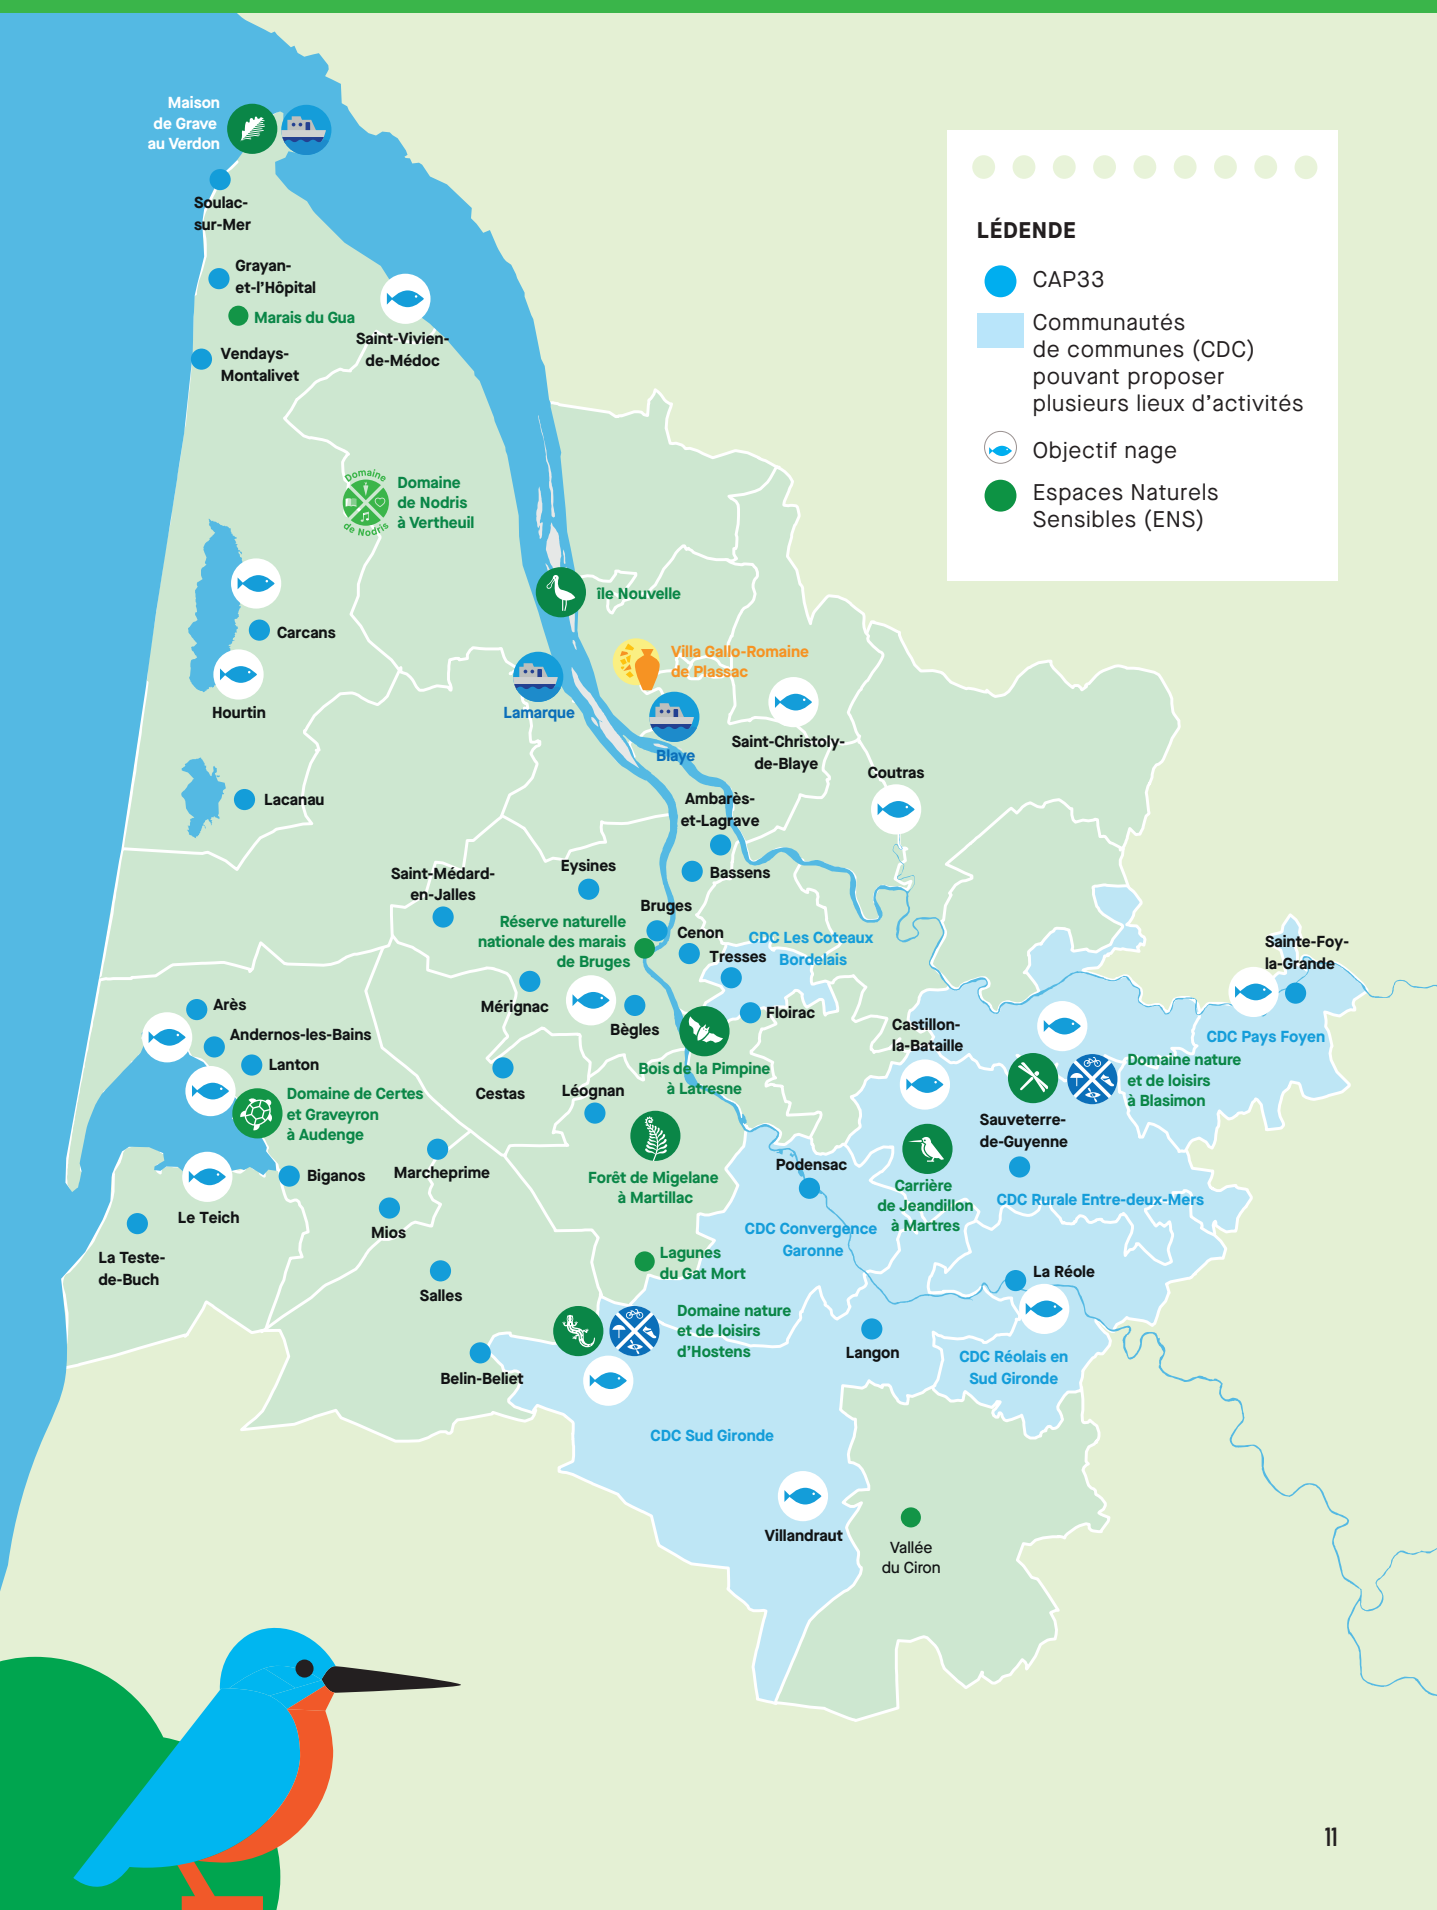 Maison
de Grave
au Verdon
Soulac-
sur-Mer
Grayan-
et-l'Hôpital
Marais du Gua
Saint-Vivien-
de-Médoc
Vendays-
Montalivet
LÉDENDE
CAP33
Communautés
de communes (CDC)
pouvant proposer
plusieurs lieux d'activités
Objectif nage
Espaces Naturels
Sensibles (ENS)
Domaine
de Nodris
Domaine
de Nodris
à Vertheuil
île Nouvelle
Carcans
Hourtin
Villa Gallo-Romaine
de Plassac
Lamarque
Blaye
Saint-Christoly-
de-Blaye
Coutras
Lacanau
Ambarès-
et-Lagrave
Bassens
Eysines
Saint-Médard-
en-Jalles
Bruges
Réserve naturelle
nationale des marais
de Bruges
Cenon
Tresses
CDC Les Coteaux
Bordelais
Sainte-Foy-
la-Grande
Mérignac
Bègles
Floirac
Arès
Andernos-les-Bains
Lanton
Castillon-
la-Bataille
CDC Pays Foyen
Bois de la Pimpine
à Latresne
Domaine nature
et de loisirs
à Blasimon
Cestas
Léognan
Domaine de Certes
et Graveyron
à Audenge
Sauveterre-
de-Guyenne
Marcheprime
Biganos
Forêt de Migelane
à Martillac
Podensac
Carrière
de Jeandillon
à Martres
CDC Rurale Entre-deux-Mers
Le Teich
Mios
CDC Convergence
Garonne
La Teste-
de-Buch
Lagunes
du Gat Mort
La Réole
Salles
Domaine nature
et de loisirs
d'Hostens
Langon
CDC Réolais en
Sud Gironde
Belin-Beliet
CDC Sud Gironde
Villandraut
Vallée
du Ciron
11